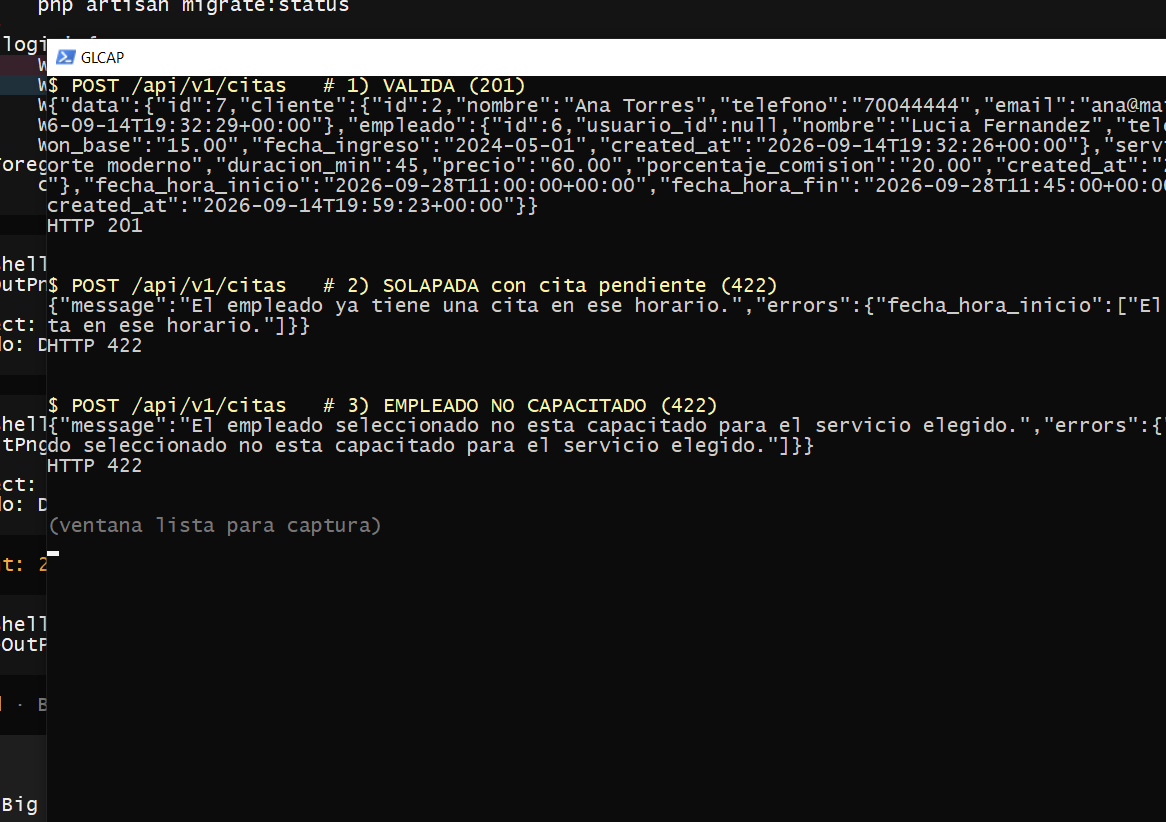 php artisan migrate:status
GLCAP
$ POST /api/v1/citas   # 1) VALIDA (201)
{"data":{"id":7,"cliente":{"id":2,"nombre":"Ana Torres","telefono":"70044444","email":"ana@ma
6-09-14T19:32:29+00:00"},"empleado":{"id":6,"usuario_id":null,"nombre":"Lucia Fernandez","tel
on_base":"15.00","fecha_ingreso":"2024-05-01","created_at":"2026-09-14T19:32:26+00:00"},"serv
orte moderno","duracion_min":45,"precio":"60.00","porcentaje_comision":"20.00","created_at":"
"},"fecha_hora_inicio":"2026-09-28T11:00:00+00:00","fecha_hora_fin":"2026-09-28T11:45:00+00:0
created_at":"2026-09-14T19:59:23+00:00"}}
HTTP 201
$ POST /api/v1/citas   # 2) SOLAPADA con cita pendiente (422)
{"message":"El empleado ya tiene una cita en ese horario.","errors":{"fecha_hora_inicio":["El
ta en ese horario."]}}
HTTP 422
$ POST /api/v1/citas   # 3) EMPLEADO NO CAPACITADO (422)
{"message":"El empleado seleccionado no esta capacitado para el servicio elegido.","errors":{
do seleccionado no esta capacitado para el servicio elegido."]}}
HTTP 422
(ventana lista para captura)
Big